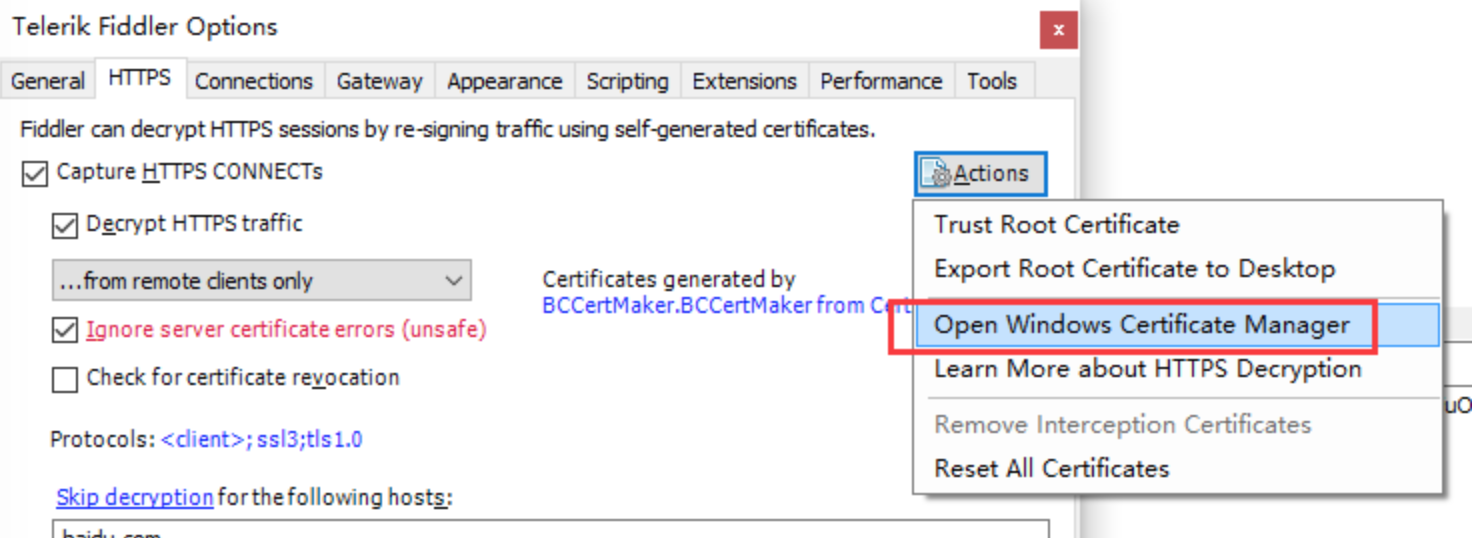 Telerik Fiddler Options
x
General HTTPS Connections Gateway Appearance Scripting Extensions Performance Tools
Fiddler can decrypt HTTPS sessions by re-signing traffic using self-generated certificates.
Capture HTTPS CONNECTs
Actions
Decrypt HTTPS traffic
...from remote clients only
Certificates generated by
BCCertMaker.BCCertMaker from Cert
Ignore server certificate errors (unsafe)
Check for certificate revocation
Protocols: <client>; ssl3;tls1.0
Skip decryption for the following hosts:
Trust Root Certificate
Export Root Certificate to Desktop
Open Windows Certificate Manager
Learn More about HTTPS Decryption
Remove Interception Certificates
Reset All Certificates